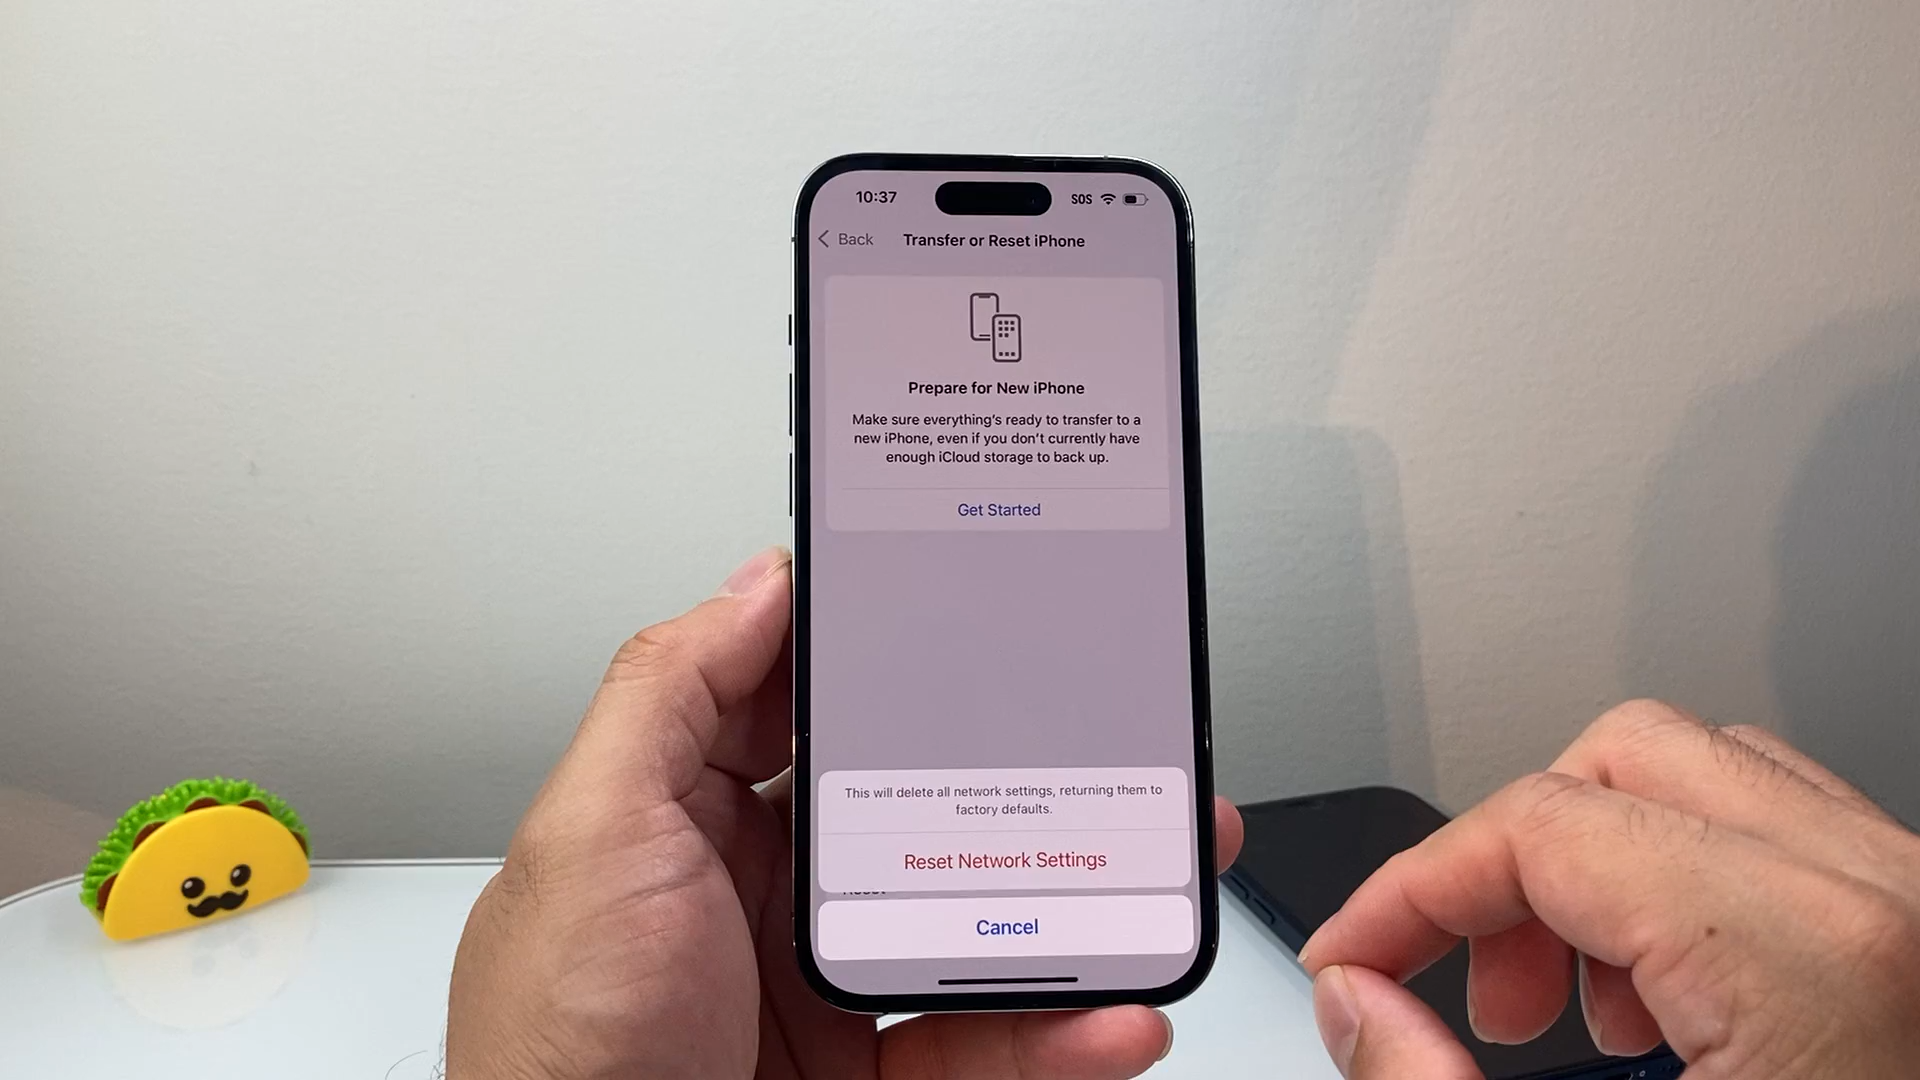 10:37
SOS
Back
Transfer or Reset iPhone
Prepare for New iPhone
Make sure everything's ready to transfer to a
new iPhone, even if you don't currently have
enough iCloud storage to back up.
Get Started
This will delete all network settings, returning them to
factory defaults.
Reset Network Settings
Cancel